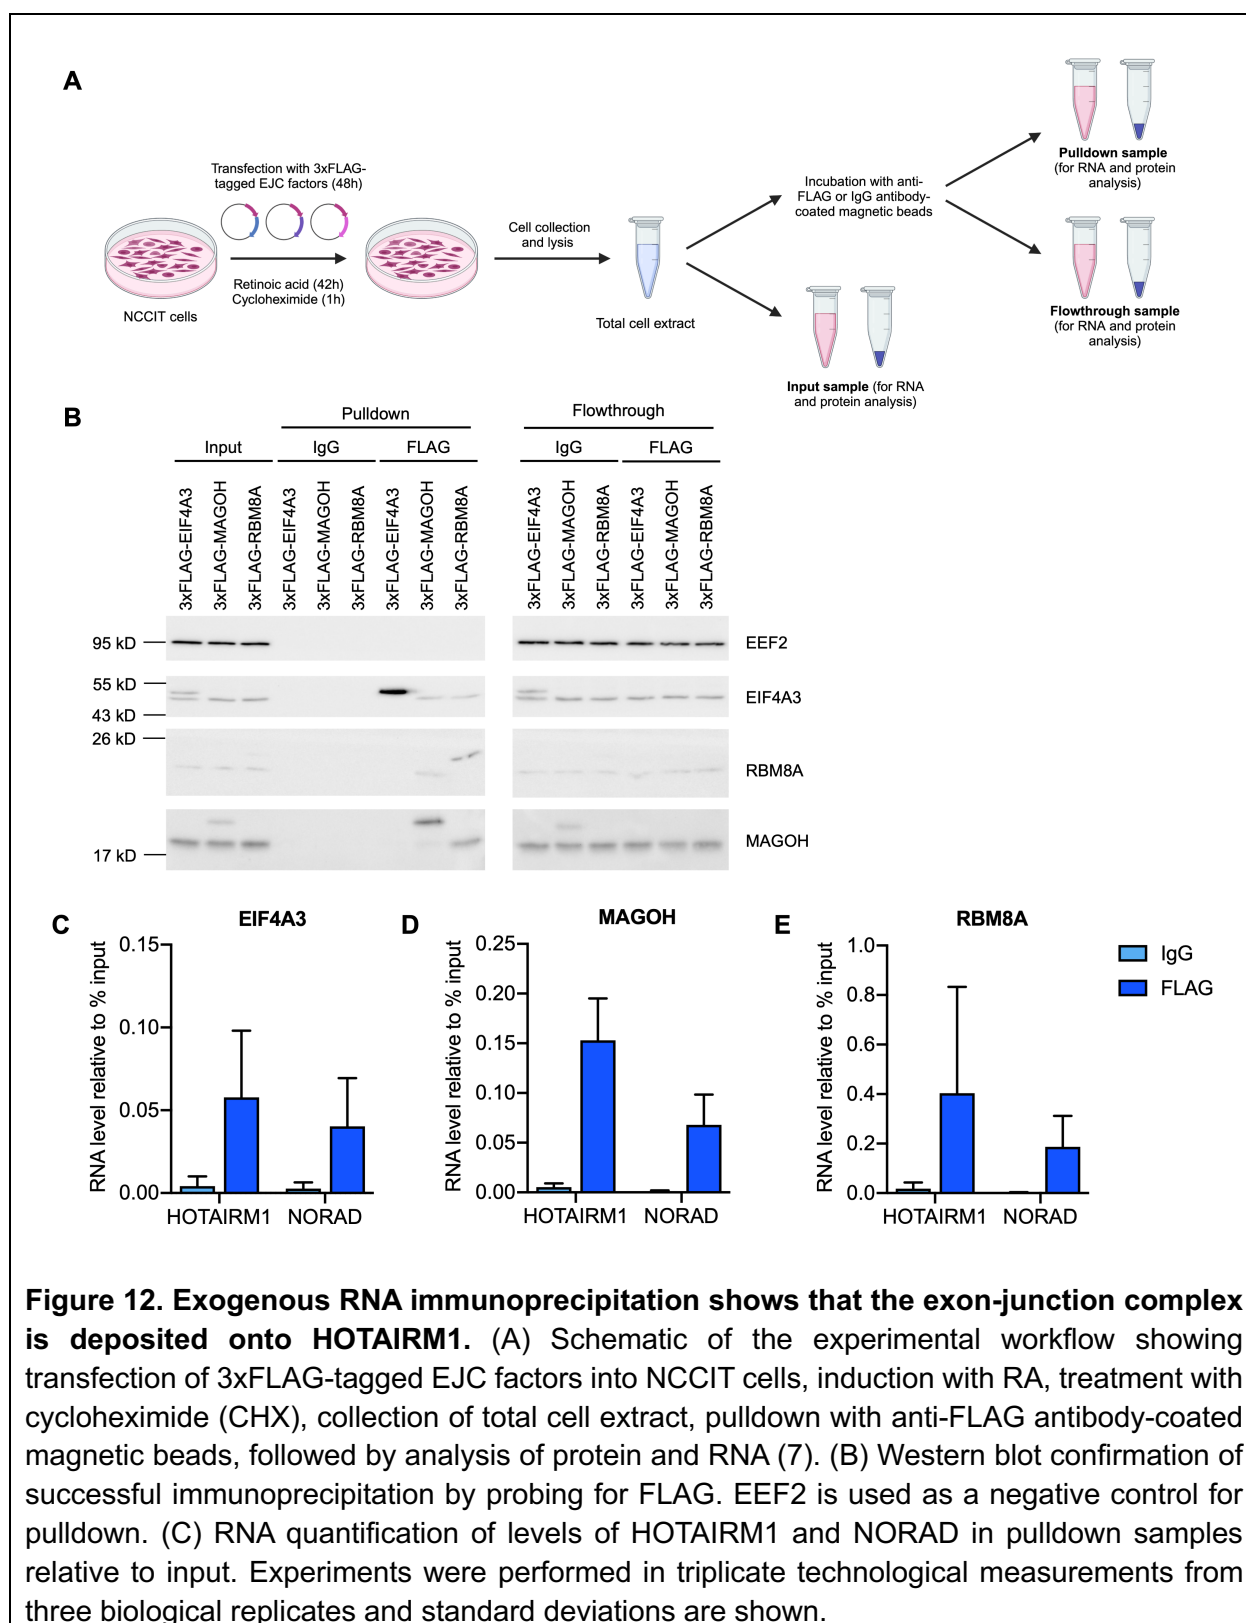 A
Transfection with 3xFLAG-
tagged EJC factors (48h)
Retinoic acid (42h)
Cycloheximide (1h)
NCCIT cells
Cell collection
and lysis
Total cell extract
Incubation with anti-
FLAG or IgG antibody-
coated magnetic beads
Pulldown sample
(for RNA and protein
analysis)
Flowthrough sample
(for RNA and protein
analysis)
Input sample (for RNA
and protein analysis)
B
Pulldown
Flowthrough
Input
IgG
FLAG
IgG
FLAG
3xFLAG-EIF4A3
3xFLAG-MAGOH
3xFLAG-RBM8A
3xFLAG-EIF4A3
3xFLAG-MAGOH
3xFLAG-RBM8A
3xFLAG-EIF4A3
3xFLAG-MAGOH
3xFLAG-RBM8A
3xFLAG-EIF4A3
3xFLAG-MAGOH
3xFLAG-RBM8A
3xFLAG-EIF4A3
3xFLAG-MAGOH
3xFLAG-RBM8A
95 kD
EEF2
55 kD
43 kD
EIF4A3
26 kD
RBM8A
17 kD
MAGOH
C
EIF4A3
RNA level relative to % input
0.15
0.10
0.05
0.00
HOTAIRM1
NORAD
D
MAGOH
RNA level relative to % input
0.25
0.20
0.15
0.10
0.05
0.00
HOTAIRM1
NORAD
E
RBM8A
RNA level relative to % input
1.0
0.8
0.6
0.4
0.2
0.0
HOTAIRM1
NORAD
IgG
FLAG
Figure 12. Exogenous RNA immunoprecipitation shows that the exon-junction complex
is deposited onto HOTAIRM1. (A) Schematic of the experimental workflow showing
transfection of 3xFLAG-tagged EJC factors into NCCIT cells, induction with RA, treatment with
cycloheximide (CHX), collection of total cell extract, pulldown with anti-FLAG antibody-coated
magnetic beads, followed by analysis of protein and RNA (7). (B) Western blot confirmation of
successful immunoprecipitation by probing for FLAG. EEF2 is used as a negative control for
pulldown. (C) RNA quantification of levels of HOTAIRM1 and NORAD in pulldown samples
relative to input. Experiments were performed in triplicate technological measurements from
three biological replicates and standard deviations are shown.